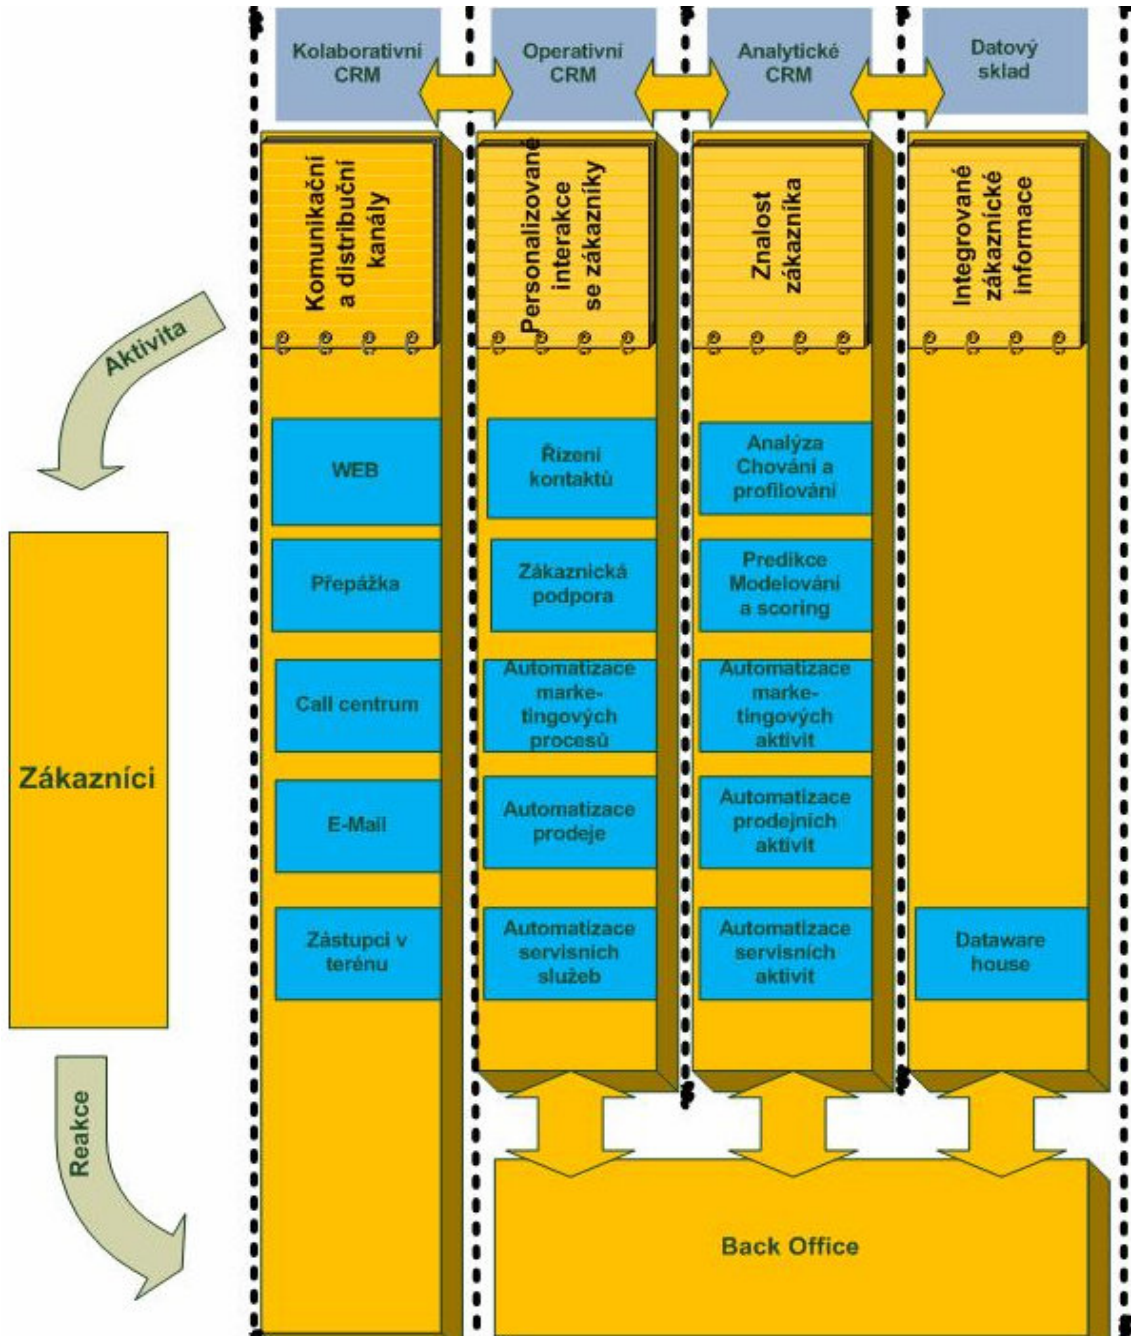 Kolaborativní
CRM
Operativní
CRM
Analytické
CRM
Datový
sklad
Komunikační
a distribuční
kanály
Personalizované
interakce
se zákazníky
Znalost
zákazníka
Integrované
zákaznické
informace
Aktivita
WEB
Řízení
kontaktů
Analýza
Chování a
profilování
Přepážka
Zákaznická
podpora
Predikce
Modelování
a scoring
Call centrum
Automatizace
marke-
tingových
procesů
Automatizace
marke-
tingových
aktivit
Zákazníci
E-Mail
Automatizace
prodeje
Automatizace
prodejních
aktivit
Zástupci v
terénu
Automatizace
servisních
služeb
Automatizace
servisních
aktivit
Dataware
house
Reakce
Back Office